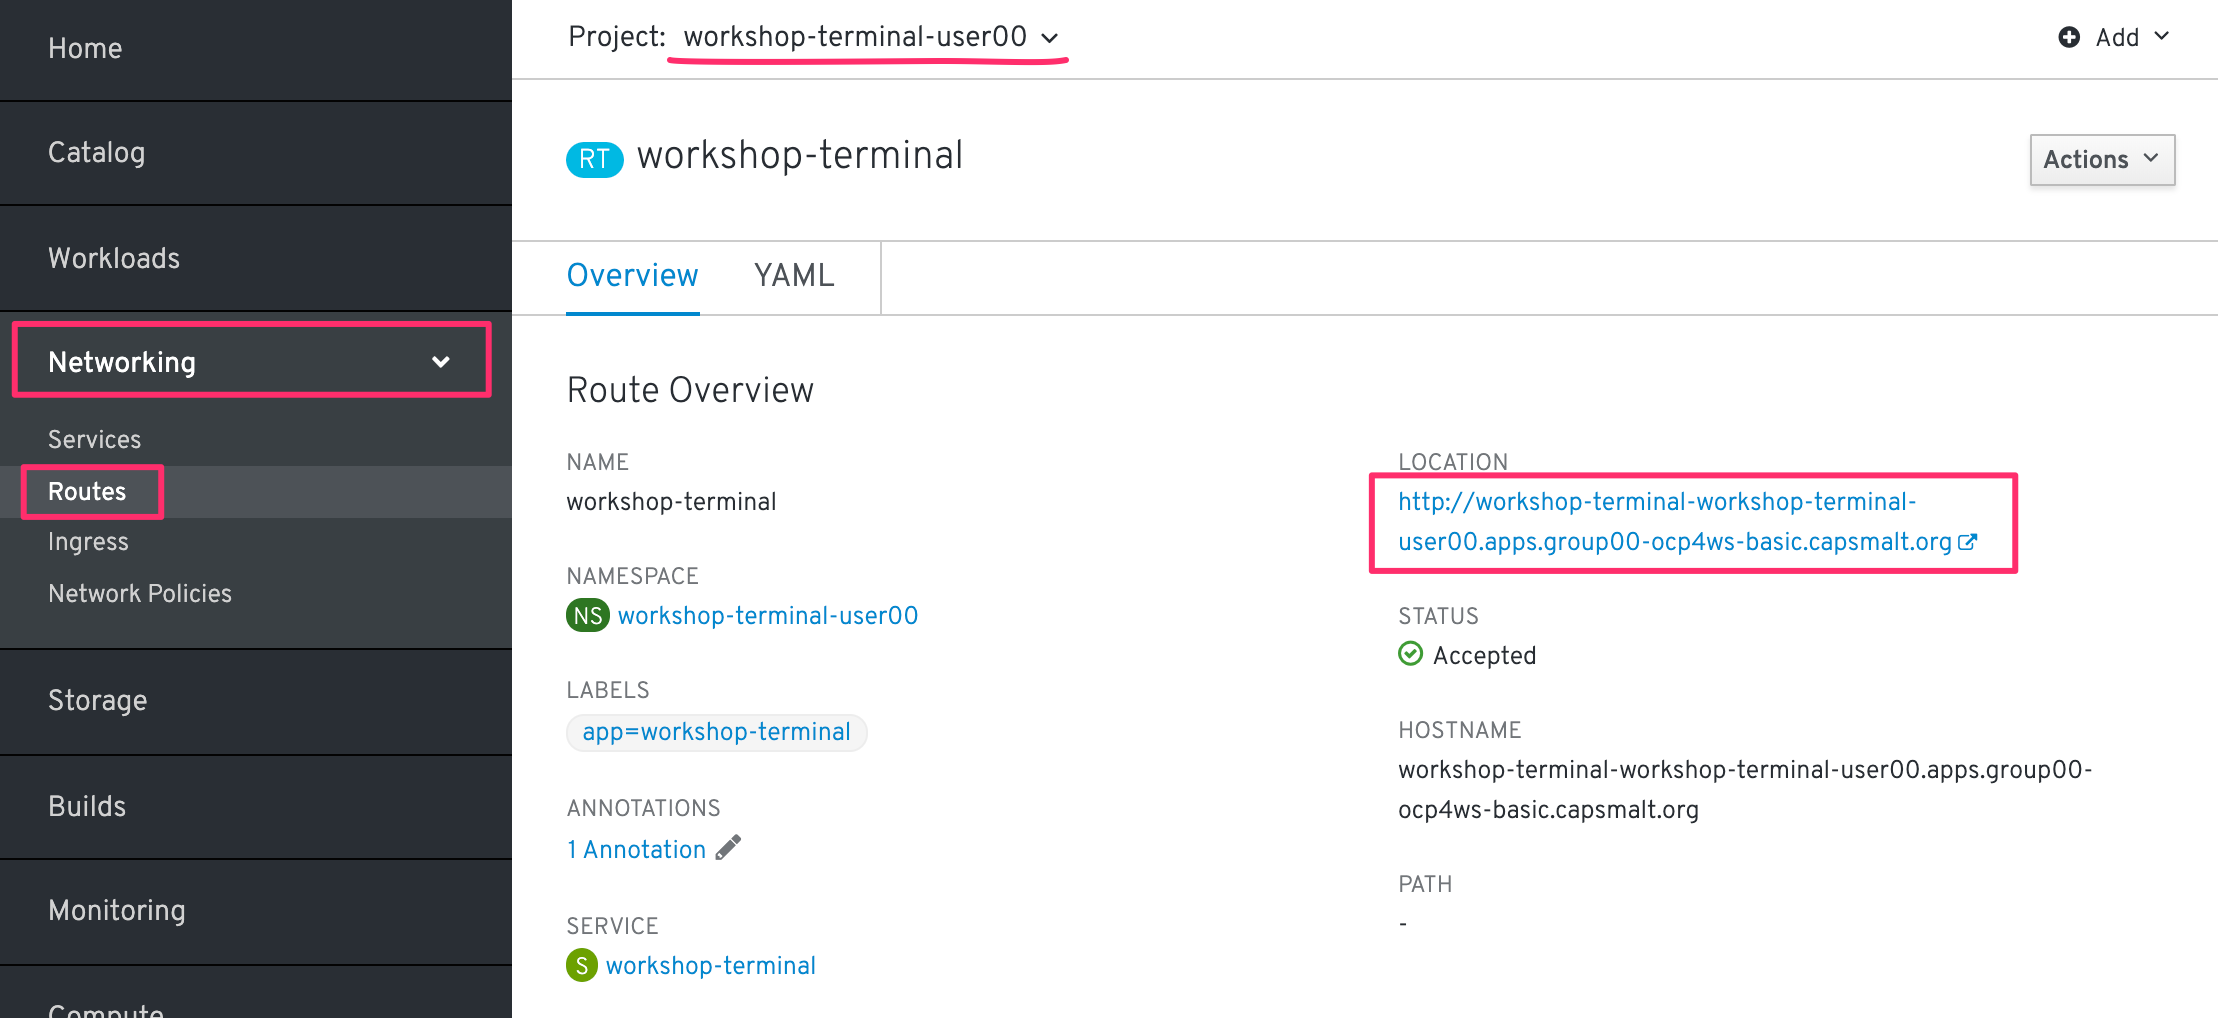 Home
Catalog
Workloads
Networking
Services
Routes
Ingress
Network Policies
Storage
Builds
Monitoring
Compute
Project: workshop-terminal-user00
Add
RT workshop-terminal
Actions
Overview YAML
Route Overview
NAME
workshop-terminal
NAMESPACE
NS workshop-terminal-user00
LABELS
app=workshop-terminal
ANNOTATIONS
1 Annotation
SERVICE
S workshop-terminal
LOCATION
http://workshop-terminal-workshop-terminal-
user00.apps.group00-ocp4ws-basic.capsmalt.org
STATUS
Accepted
HOSTNAME
workshop-terminal-workshop-terminal-user00.apps.group00-
ocp4ws-basic.capsmalt.org
PATH
-